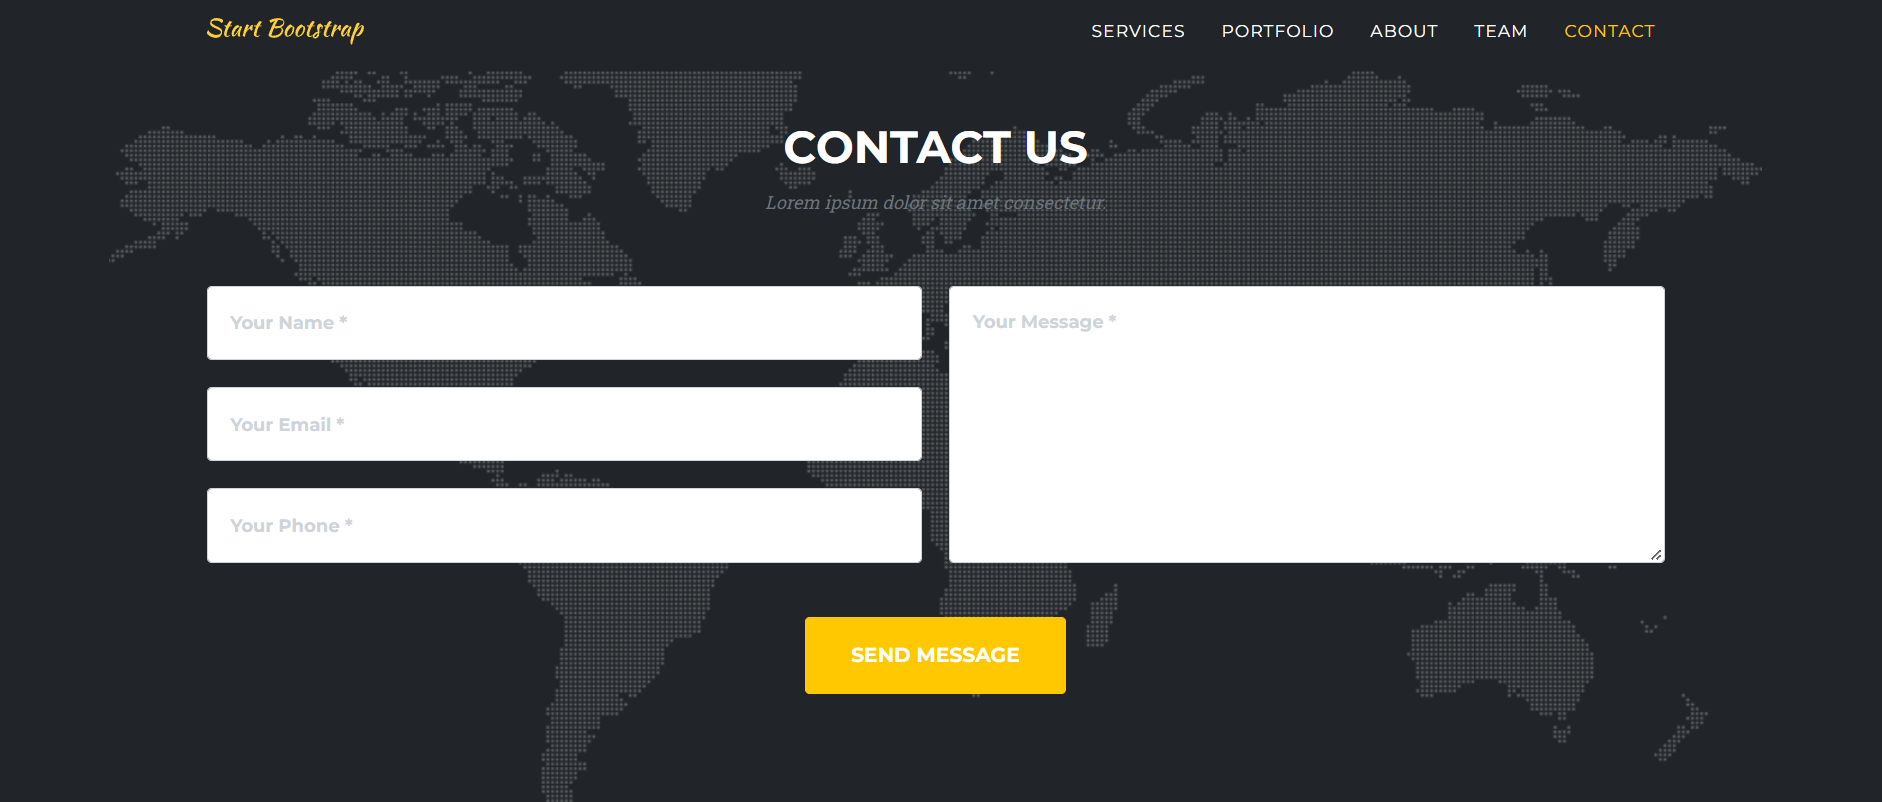 Start Bootstrap
SERVICES PORTFOLIO ABOUT TEAM CONTACT
CONTACT US
Lorem ipsum dolor sit amet consectetur.
Your Name *
Your Email *
Your Phone *
Your Message *
SEND MESSAGE